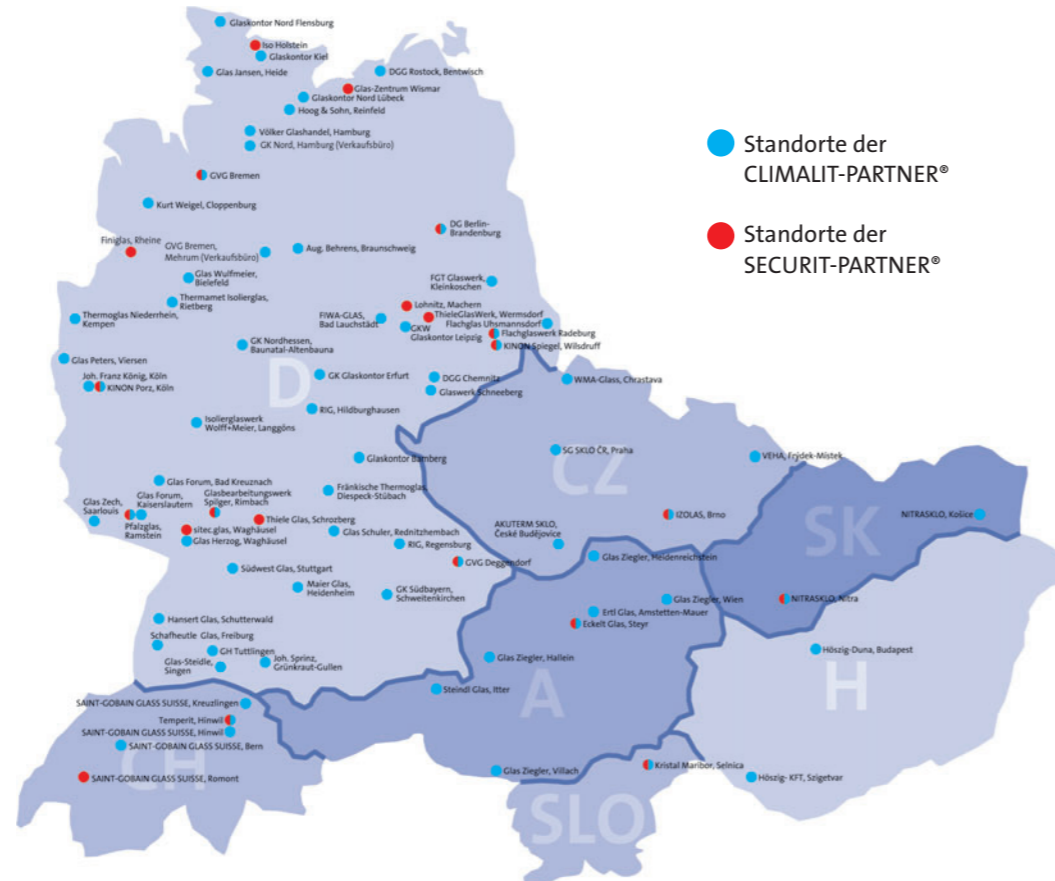 Glaskontor Nord Flensburg
Iso Holstein
Glaskontor Kiel
Glas Jansen, Heide
DGG Rostock, Bentwisch
Glas-Zentrum Wismar
Glaskontor Nord Lübeck
Hoog & Sohn, Reinfeld
Völker Glashandel, Hamburg
GK Nord, Hamburg (Verkaufsbüro)
Standorte der
CLIMALIT-PARTNER®
Standorte der
SECURIT-PARTNER®
GVG Bremen
Kurt Weigel, Cloppenburg
DG Berlin-
Brandenburg
Finiglas, Rheine
GVG Bremen,
Mehrum (Verkaufsbüro)
Aug. Behrens, Braunschweig
Glas Wulfmeier,
Bielefeld
Thermamet Isolierglas,
Rietberg
FGT Glaswerk,
Kleinkoschen
Thermoglas Niederrhein,
Kempen
FIWA-GLAS,
Bad Lauchstädt
Lohnitz, Machern
ThieleGlasWerk, Wermsdorf
Flachglas Uhsmannsdorf
GKW
Glaskontor Leipzig
Flachglaswerk Radeburg
KINON Spiegel, Wilsdruff
GK Nordhessen,
Baunatal-Altenbauna
Glas Peters, Viersen
Joh. Franz König, Köln
KINON Porz, Köln
D
GK Glaskontor Erfurt
DGG Chemnitz
Glaswerk Schneeberg
WMA-Glass, Chrastava
RIG, Hildburghausen
Isolierglaswerk
Wolff+Meier, Langgöns
Glaskontor Bamberg
SG SKLO ČR, Praha
CZ
VEHA, Frýdek-Místek
Glas Forum, Bad Kreuznach
Glas Zech,
Saarlouis
Glas Forum,
Kaiserslautern
Pfalzglas,
Ramstein
Glasbearbeitungswerk
Spilger, Rimbach
Fränkische Thermoglas,
Diespeck-Stübach
Thiele Glas, Schrozberg
sitec glas, Waghäusel
Glas Herzog, Waghäusel
Glas Schuler, Rednitzhembach
RIG, Regensburg
IZOLAS, Brno
AKUTERM SKLO,
České Budějovice
NITRASKLO, Košice
SK
GVG Deggendorf
Glas Ziegler, Heidenreichstein
Südwest Glas, Stuttgart
Maier Glas,
Heidenheim
GK Südbayern,
Schweitenkirchen
Glas Ziegler, Wien
NITRASKLO, Nitra
Ertl Glas, Amstetten-Mauer
Eckelt Glas, Steyr
Hansert Glas, Schutterwald
Schafheutle Glas, Freiburg
GH Tuttlingen
Glas-Steidle,
Singen
Joh. Sprinz,
Grünkraut-Gullen
Glas Ziegler, Hallein
Höszig-Duna, Budapest
H
Steindl Glas, Itter
A
SAINT-GOBAIN GLASS SUISSE, Kreuzlingen
Temperit, Hinwil
SAINT-GOBAIN GLASS SUISSE, Hinwil
SAINT-GOBAIN GLASS SUISSE, Bern
CH
SAINT-GOBAIN GLASS SUISSE, Romont
Glas Ziegler, Villach
Kristal Maribor, Selnica
Höszig- KFT, Szigetvar
SLO